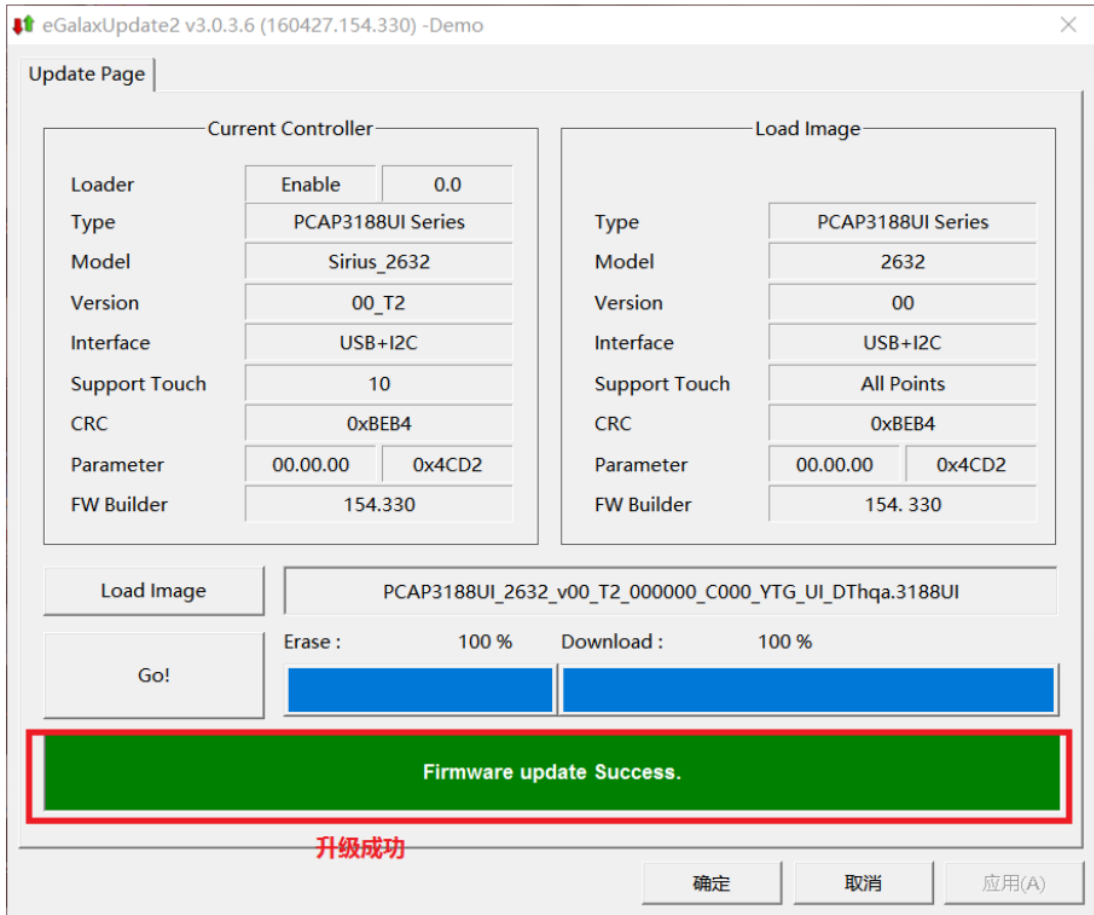 eGalaxUpdate2 v3.0.3.6 (160427.154.330) -Demo
Update Page
Current Controller
Loader Enable 0.0
Type PCAP3188UI Series
Model Sirius_2632
Version 00_T2
Interface USB+I2C
Support Touch 10
CRC 0xBEB4
Parameter 00.00.00 0x4CD2
FW Builder 154.330
Load Image
Type PCAP3188UI Series
Model 2632
Version 00
Interface USB+I2C
Support Touch All Points
CRC 0xBEB4
Parameter 00.00.00 0x4CD2
FW Builder 154. 330
Load Image PCAP3188UI_2632_v00_T2_000000_C000_YTG_UI_DThqa.3188UI
Erase : 100 % Download : 100 %
Go!
Firmware update Success.
升级成功
确定 取消 应用(A)